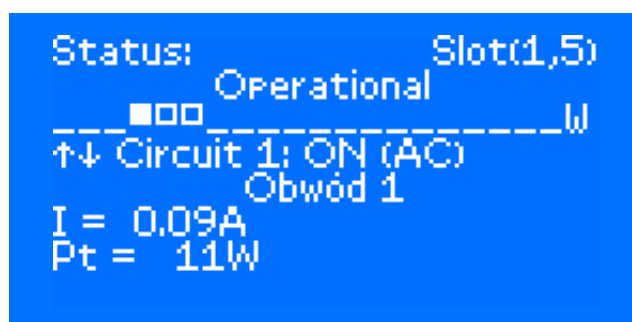 Status: Slot(1,5)
Operational
___■□□_______________W
↑↓ Circuit 1: ON (AC)
Obwód 1
I = 0.09A
Pt = 11W